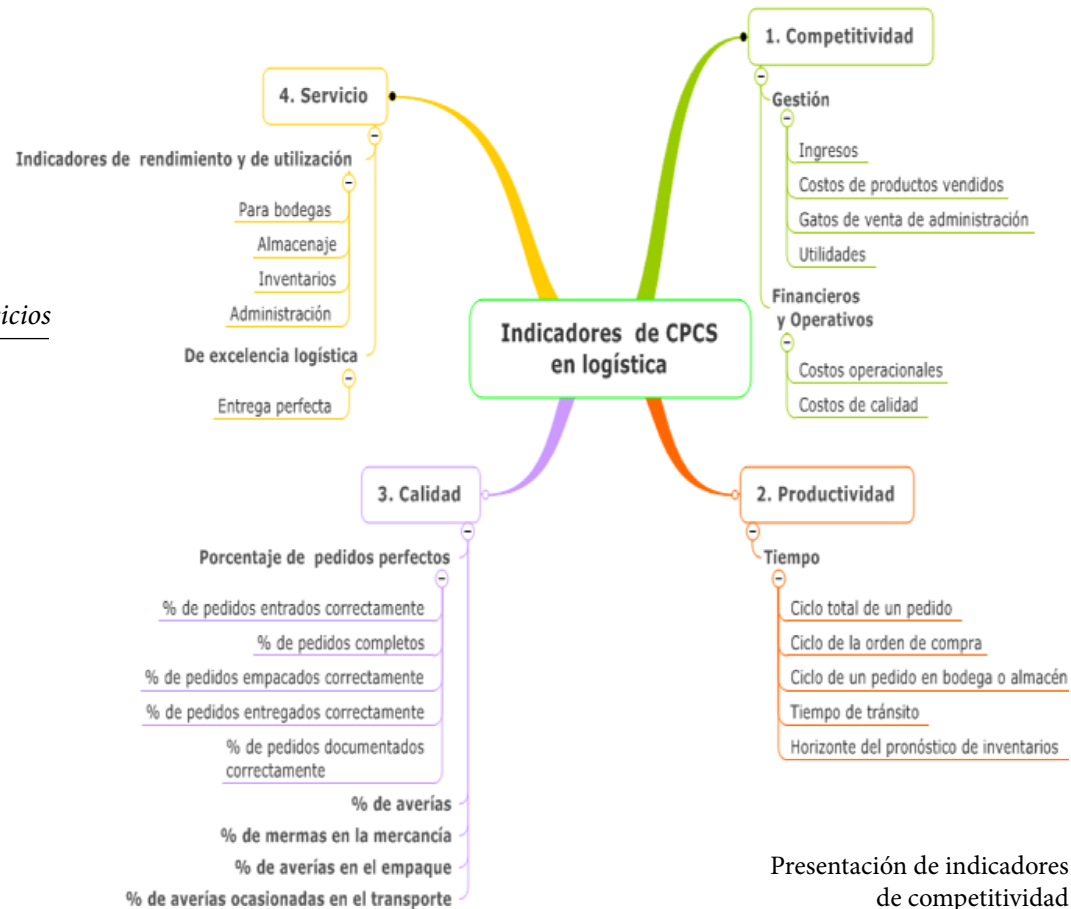 1. Competitividad
Gestión
Ingresos
Costos de productos vendidos
Gatos de venta de administración
Utilidades
Financieros
y Operativos
Costos operacionales
Costos de calidad
4. Servicio
Indicadores de rendimiento y de utilización
Para bodegas
Almacenaje
Inventarios
Administración
De excelencia logística
Entrega perfecta
icios
Indicadores de CPCS
en logística
3. Calidad
Porcentaje de pedidos perfectos
% de pedidos entrados correctamente
% de pedidos completos
% de pedidos empacados correctamente
% de pedidos entregados correctamente
% de pedidos documentados
correctamente
% de averías
% de mermas en la mercancía
% de averías en el empaque
% de averías ocasionadas en el transporte
2. Productividad
Tiempo
Ciclo total de un pedido
Ciclo de la orden de compra
Ciclo de un pedido en bodega o almacén
Tiempo de tránsito
Horizonte del pronóstico de inventarios
Presentación de indicadores
de competitividad